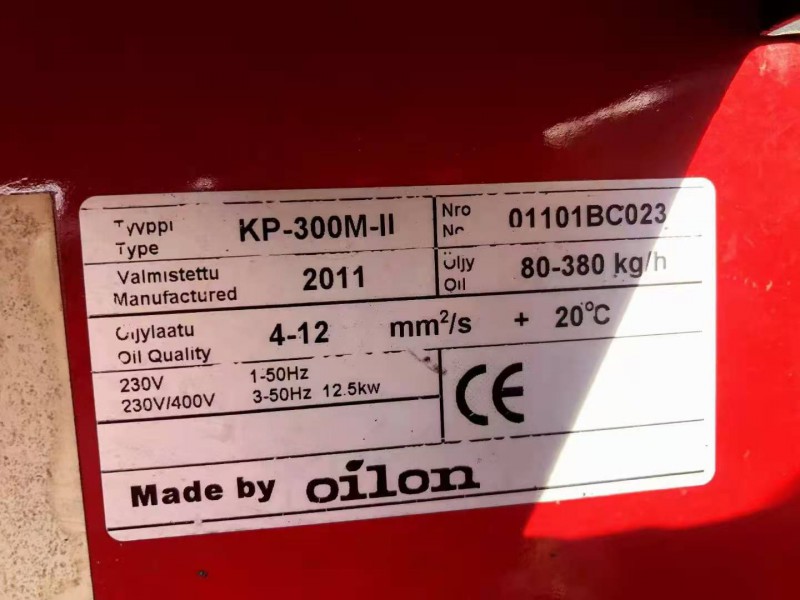 Tyyppi KP-300M-II Nro 01101BC023
Type No
Valmistettu 2011 Öljy 80-380 kg/h
Manufactured Oil
Öljylaatu 4-12 mm²/s + 20°C
Oil Quality
230V 1-50Hz
230V/400V 3-50Hz 12.5kw
CE
Made by oilon